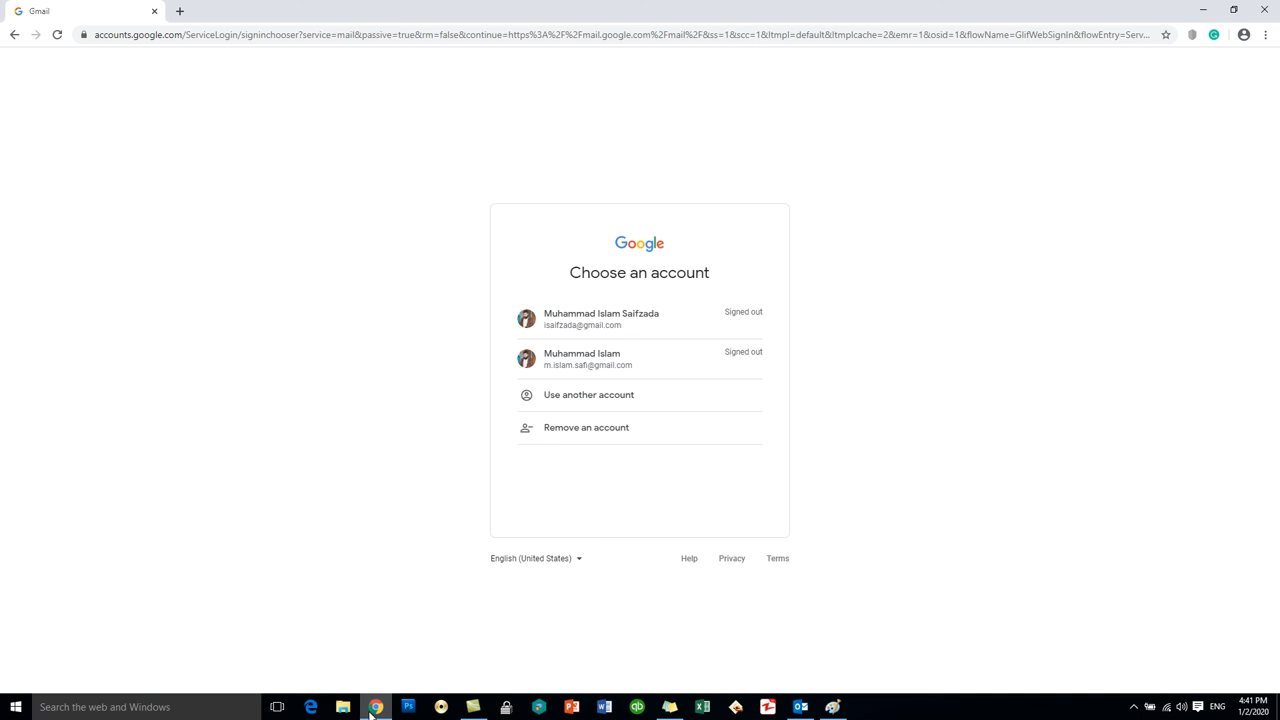 Gmail
accounts.google.com/ServiceLogin/signinchooser?service=mail&passive=true&rm=false&continue=https%3A%2F%2Fmail.google.com%2Fmail%2F&ss=1&scc=1&ltmpl=default&ltmplcache=2&emr=1&osid=1&flowName=GlifWebSignIn&flowEntry=Serv...
Google
Choose an account
Muhammad Islam Saifzada
Signed out
isaifzada@gmail.com
Muhammad Islam
Signed out
m.islam.safi@gmail.com
Use another account
Remove an account
English (United States)
Help
Privacy
Terms
Search the web and Windows
ENG
4:41 PM
1/2/2020